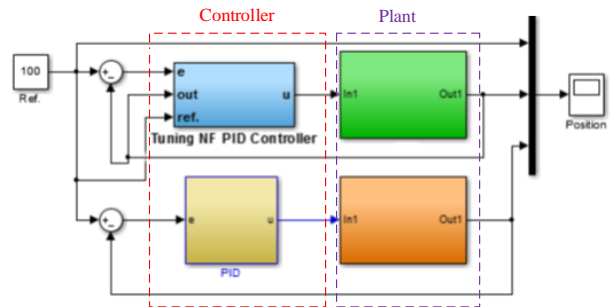 Controller
Plant
100
Ref.
e
out
ref.
u
Tuning NF PID Controller
In1
Out1
Position
e
u
PID
In1
Out1